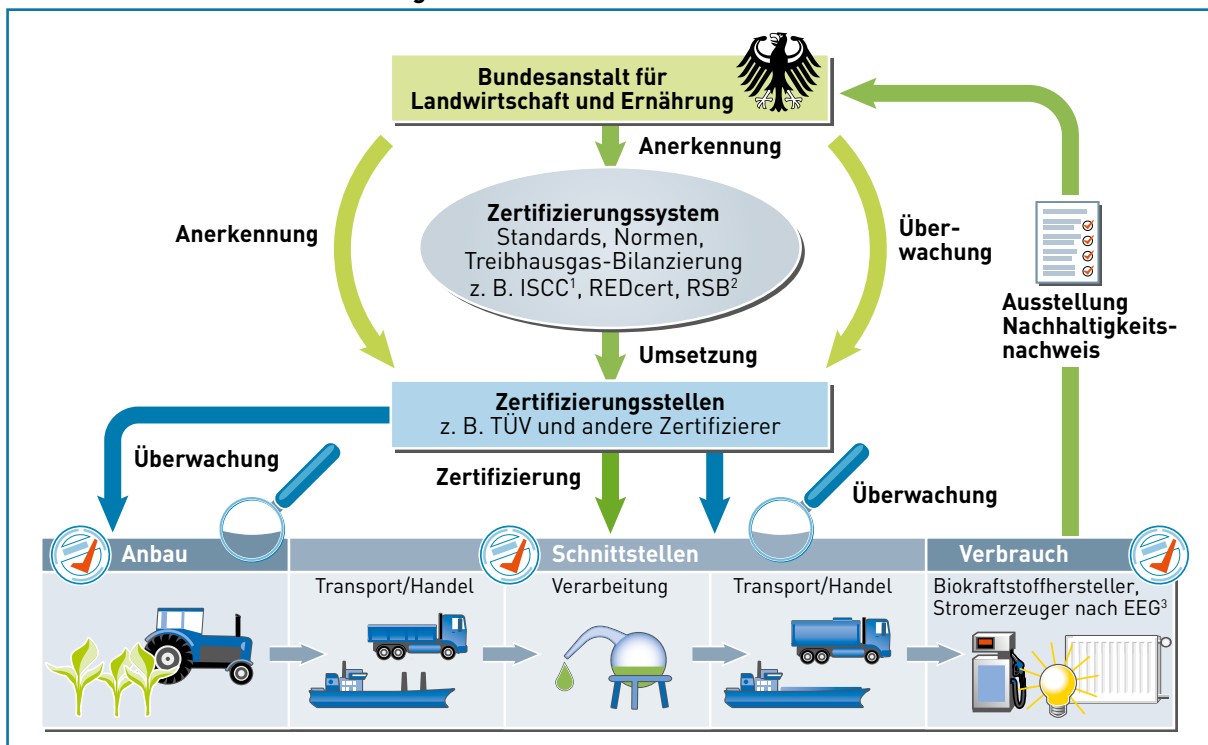 Bundesanstalt für
Landwirtschaft und Ernährung
Anerkennung
Zertifizierungssystem
Standards, Normen,
Treibhausgas-Bilanzierung
z. B. ISCC¹, REDcert, RSB²
Anerkennung
Über-
wachung
Ausstellung
Nachhaltigkeits-
nachweis
Umsetzung
Zertifizierungsstellen
z. B. TÜV und andere Zertifizierer
Überwachung
Zertifizierung
Überwachung
Anbau
Schnittstellen
Verbrauch
Transport/Handel
Verarbeitung
Transport/Handel
Biokraftstoffhersteller,
Stromerzeuger nach EEG³